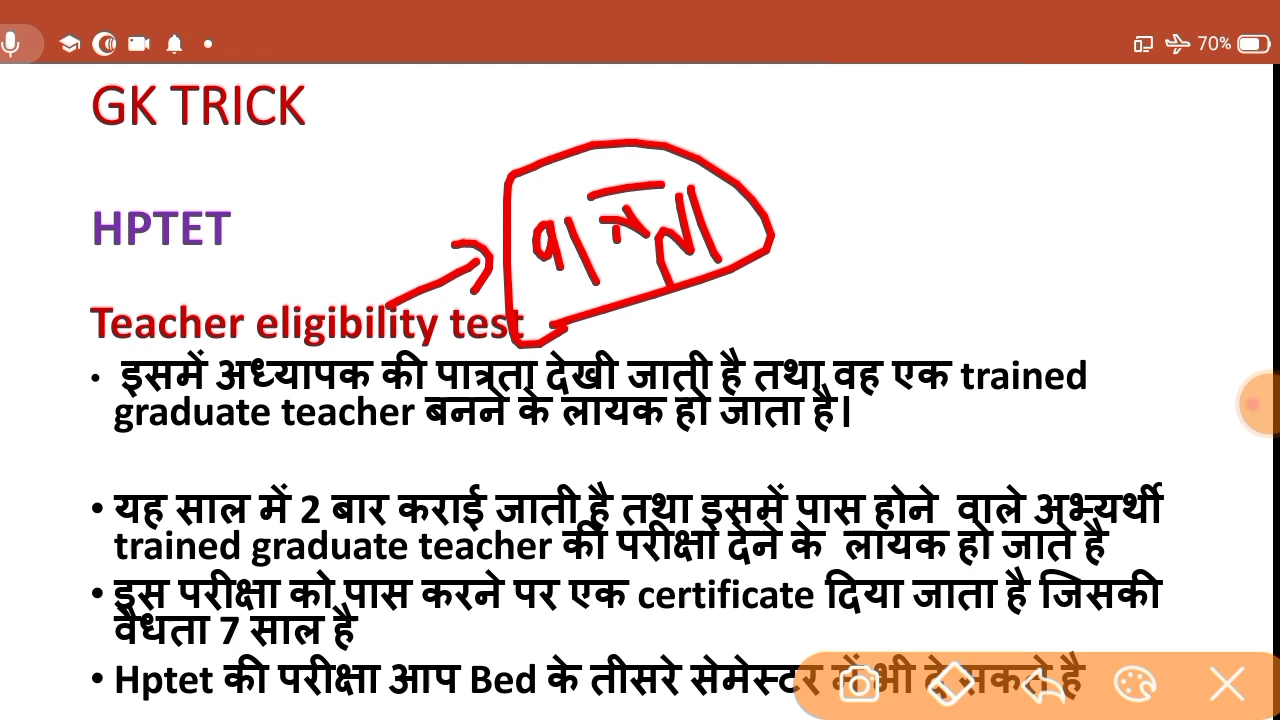 70%
GK TRICK
HPTET
पात्रता
Teacher eligibility test
• इसमें अध्यापक की पात्रता देखी जाती है तथा वह एक trained
graduate teacher बनने के लायक हो जाता है।
• यह साल में 2 बार कराई जाती है तथा इसमें पास होने वाले अभ्यर्थी
trained graduate teacher की परीक्षा देने के लायक हो जाते है
• इस परीक्षा को पास करने पर एक certificate दिया जाता है जिसकी
वैधता 7 साल है
• Hptet की परीक्षा आप Bed के तीसरे सेमेस्टर में भी दे सकते है